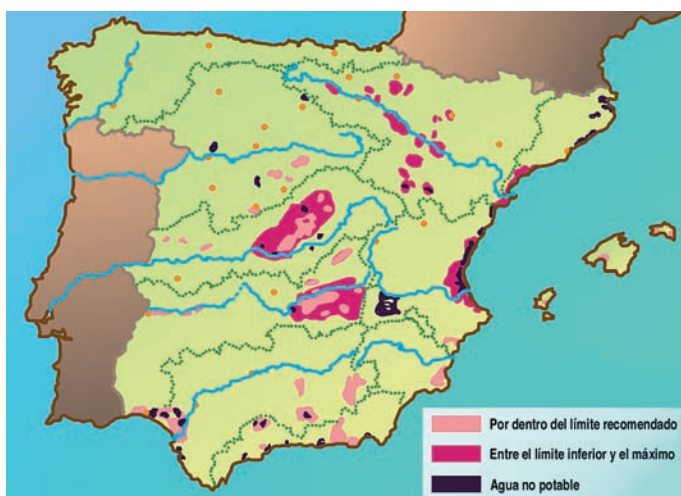 Por dentro del límite recomendado
Entre el límite inferior y el máximo
Agua no potable